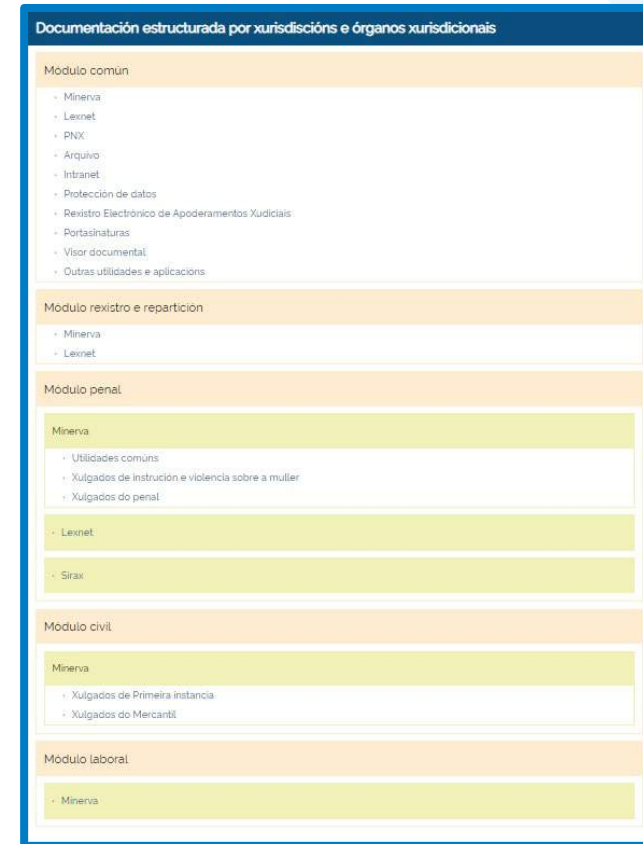 Documentación estructurada por xurisdiscións e órganos xurisdicionais
Módulo común
Minerva
Lexnet
PNX
Arquivo
Intranet
Protección de datos
Rexistro Electrónico de Apoderamentos Xudiciais
Portasinaturas
Visor documental
Outras utilidades e aplicacions
Módulo rexistro e repartición
Minerva
Lexnet
Módulo penal
Minerva
Utilidades comúns
Xulgados de instrución e violencia sobre a muller
Xulgados do penal
Lexnet
Sirax
Módulo civil
Minerva
Xulgados de Primeira instancia
Xulgados do Mercantil
Módulo laboral
Minerva